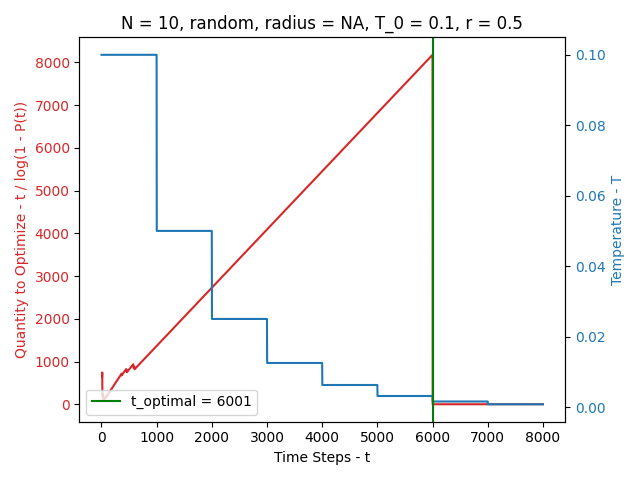 N = 10, random, radius = NA, T_0 = 0.1, r = 0.5
Quantity to Optimize - t / log(1 - P(t))
8000
7000
6000
5000
4000
3000
2000
1000
0
0.10
0.08
0.06
0.04
0.02
0.00
Temperature - T
t_optimal = 6001
0 1000 2000 3000 4000 5000 6000 7000 8000
Time Steps - t